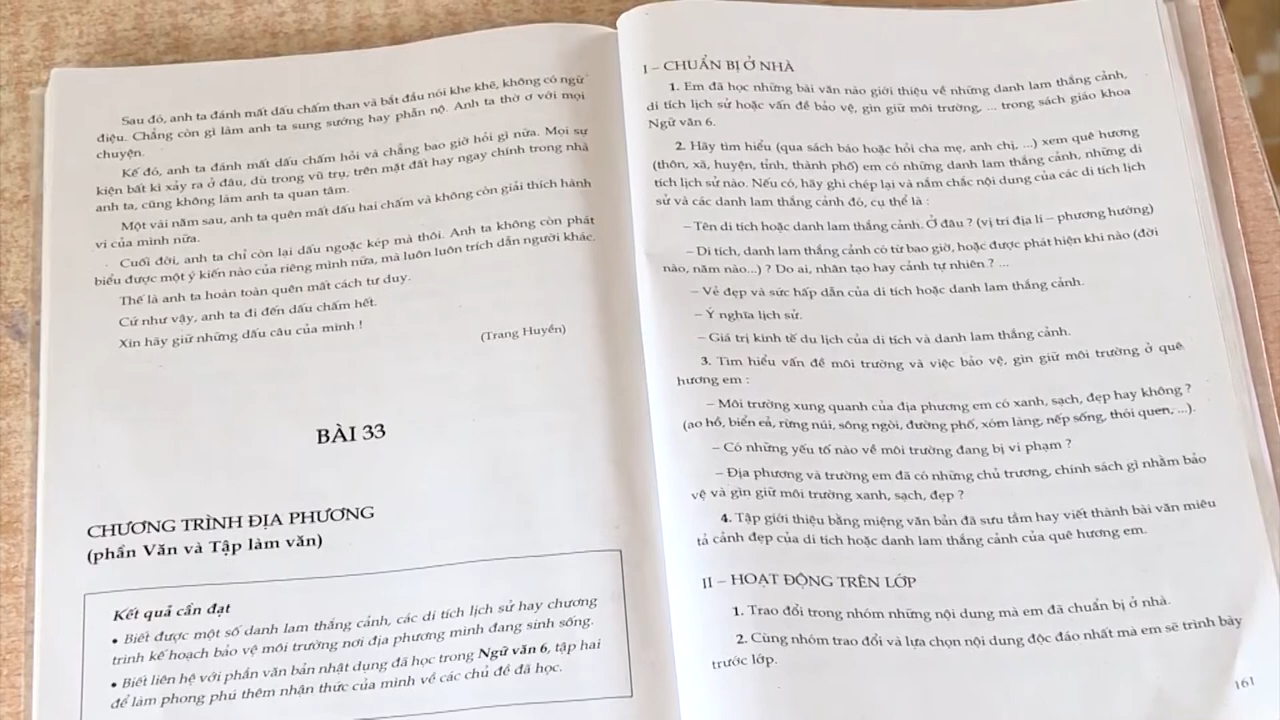 Sau đó, anh ta đánh mất dấu chấm than và bắt đầu nói khe khẽ, không có ngữ
điệu. Chẳng còn gì làm anh ta sung sướng hay phẫn nộ. Anh ta thờ ơ với mọi
chuyện.
Kế đó, anh ta đánh mất dấu chấm hỏi và chẳng bao giờ hỏi gì nữa. Mọi sự
kiện bất kì xảy ra ở đâu, dù trong vũ trụ, trên mặt đất hay ngay chính trong nhà
anh ta, cũng không làm anh ta quan tâm.
Một vài năm sau, anh ta quên mất dấu hai chấm và không còn giải thích hành
vi của mình nữa.
Cuối đời, anh ta chỉ còn lại dấu ngoặc kép mà thôi. Anh ta không còn phát
biểu được một ý kiến nào của riêng mình nữa, mà luôn luôn trích dẫn người khác.
Thế là anh ta hoàn toàn quên mất cách tư duy.
Cứ như vậy, anh ta đi đến dấu chấm hết.
Xin hãy giữ những dấu câu của mình !
(Trang Huyền)
BÀI 33
CHƯƠNG TRÌNH ĐỊA PHƯƠNG
(phần Văn và Tập làm văn)
Kết quả cần đạt
• Biết được một số danh lam thắng cảnh, các di tích lịch sử hay chương
trình kế hoạch bảo vệ môi trường nơi địa phương mình đang sinh sống.
• Biết liên hệ với phần văn bản nhật dụng đã học trong Ngữ văn 6, tập hai
để làm phong phú thêm nhận thức của mình về các chủ đề đã học.
I – CHUẨN BỊ Ở NHÀ
1. Em đã học những bài văn nào giới thiệu về những danh lam thắng cảnh,
di tích lịch sử hoặc vấn đề bảo vệ, gìn giữ môi trường, ... trong sách giáo khoa
Ngữ văn 6.
2. Hãy tìm hiểu (qua sách báo hoặc hỏi cha mẹ, anh chị, ...) xem quê hương
(thôn, xã, huyện, tỉnh, thành phố) em có những danh lam thắng cảnh, những di
tích lịch sử nào. Nếu có, hãy ghi chép lại và nắm chắc nội dung của các di tích lịch
sử và các danh lam thắng cảnh đó, cụ thể là :
– Tên di tích hoặc danh lam thắng cảnh. Ở đâu ? (vị trí địa lí – phương hướng)
– Di tích, danh lam thắng cảnh có từ bao giờ, hoặc được phát hiện khi nào (đời
nào, năm nào...) ? Do ai, nhân tạo hay cảnh tự nhiên ? ...
– Vẻ đẹp và sức hấp dẫn của di tích hoặc danh lam thắng cảnh.
– Ý nghĩa lịch sử.
– Giá trị kinh tế du lịch của di tích và danh lam thắng cảnh.
3. Tìm hiểu vấn đề môi trường và việc bảo vệ, gìn giữ môi trường ở quê
hương em :
– Môi trường xung quanh của địa phương em có xanh, sạch, đẹp hay không ?
(ao hồ, biển cả, rừng núi, sông ngòi, đường phố, xóm làng, nếp sống, thói quen, ...).
– Có những yếu tố nào về môi trường đang bị vi phạm ?
– Địa phương và trường em đã có những chủ trương, chính sách gì nhằm bảo
vệ và gìn giữ môi trường xanh, sạch, đẹp ?
4. Tập giới thiệu bằng miệng văn bản đã sưu tầm hay viết thành bài văn miêu
tả cảnh đẹp của di tích hoặc danh lam thắng cảnh của quê hương em.
II – HOẠT ĐỘNG TRÊN LỚP
1. Trao đổi trong nhóm những nội dung mà em đã chuẩn bị ở nhà.
2. Cùng nhóm trao đổi và lựa chọn nội dung độc đáo nhất mà em sẽ trình bày
trước lớp.
161